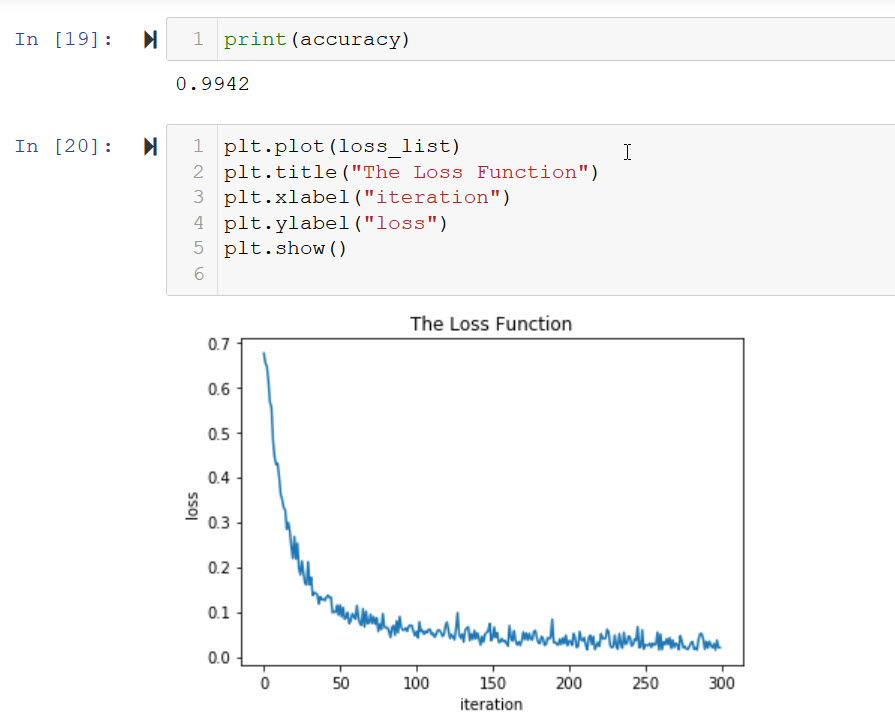 In [19]:
1 print(accuracy)
0.9942
In [20]:
1 plt.plot(loss_list)
2 plt.title("The Loss Function")
3 plt.xlabel("iteration")
4 plt.ylabel("loss")
5 plt.show()
6
The Loss Function
0.7
0.6
0.5
0.4
0.3
0.2
0.1
0.0
loss
0 50 100 150 200 250 300
iteration